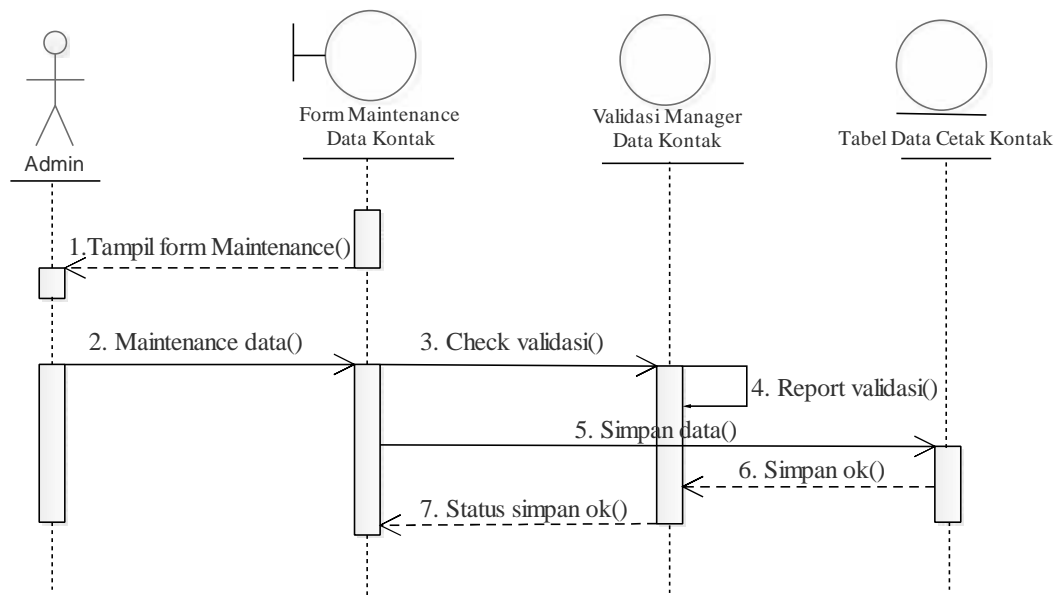 Form Maintenance
Data Kontak
Validasi Manager
Data Kontak
Tabel Data Cetak Kontak
Admin
1.Tampil form Maintenance()
2. Maintenance data()
3. Check validasi()
4. Report validasi()
5. Simpan data()
6. Simpan ok()
7. Status simpan ok()